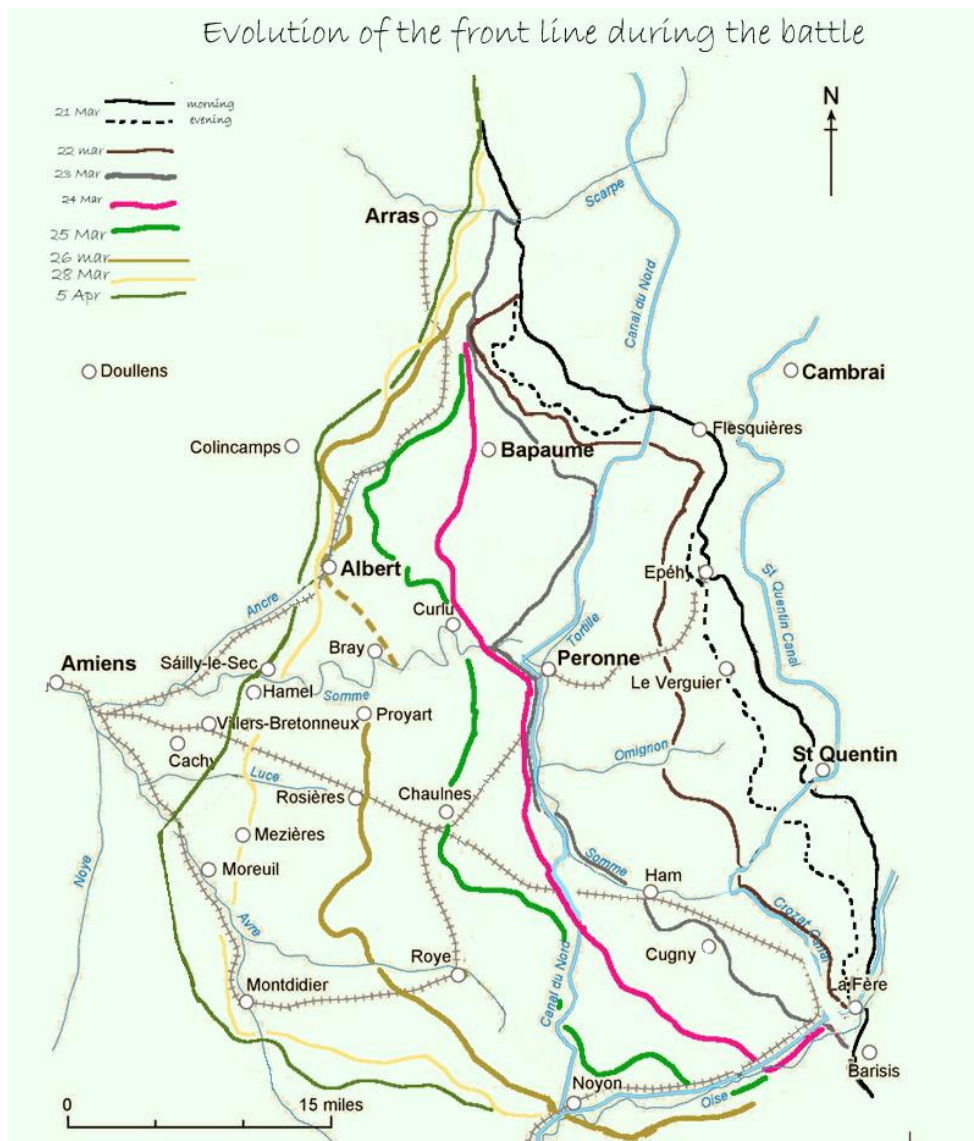 Evolution of the front line during the battle
21 Mar
morning
evening
22 mar
23 Mar
24 Mar
25 Mar
26 mar
28 Mar
5 Apr
N
Scarpe
Arras
Canal du Nord
Doullens
Cambrai
Colincamps
Bapaume
Flesquières
Albert
Epéhy
St Quentin Canal
Ancre
Curlu
Tortille
Bray
Amiens
Sáilly-le-Sec
Peronne
Le Verguier
Hamel
Somme
Villers-Bretonneux
Proyart
Cachy
Omignon
St Quentin
Luce
Rosières
Chaulnes
Mezières
Noye
Moreuil
Somme
Ham
Avre
Crozat Canal
Cugny
Roye
Montdidier
La Fère
Canal du Nord
Barisis
Noyon
Oise
0 15 miles